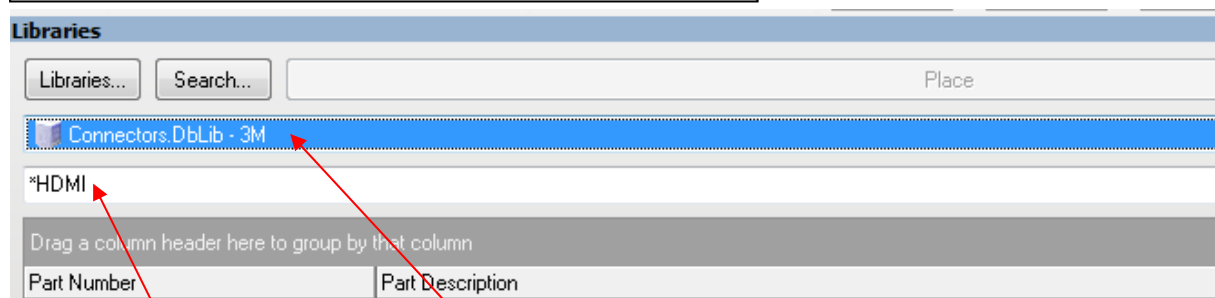 Libraries
Libraries... Search... Place
Connectors.DbLib - 3M
*HDMI
Drag a column header here to group by that column
Part Number Part Description